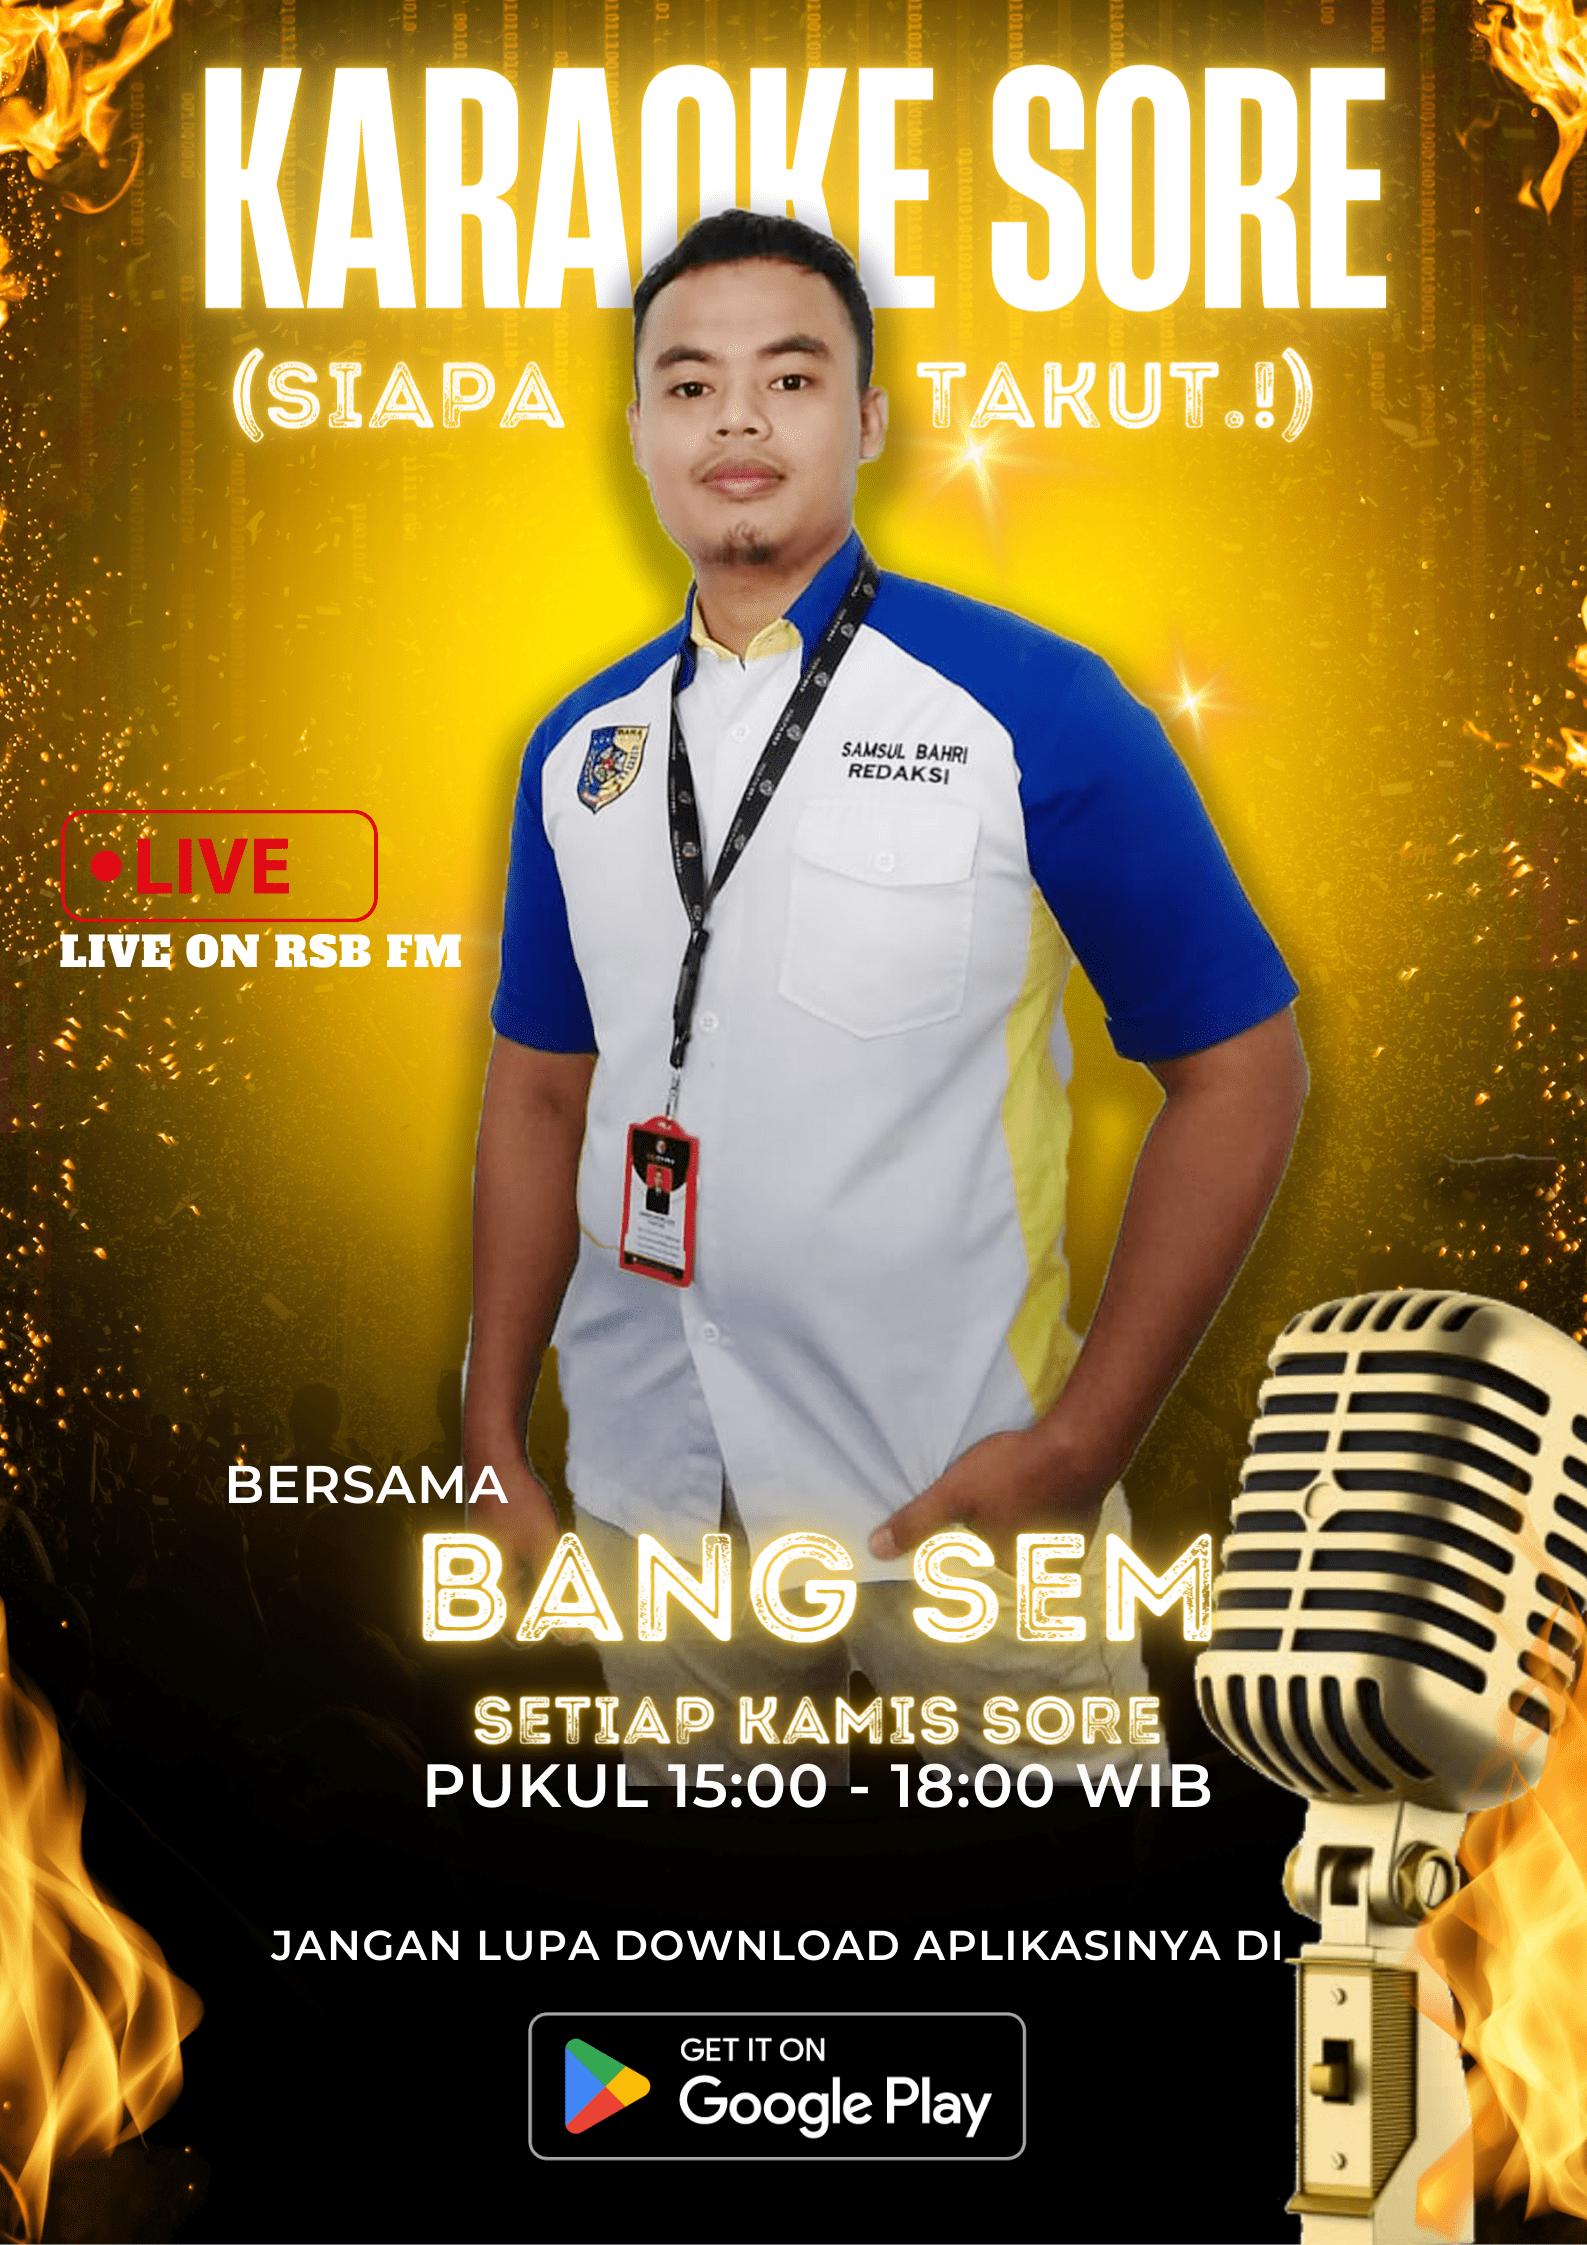 KARAOKE SORE
(SIAPA TAKUT.!)
SAMSUL BAHRI
REDAKSI
LIVE
LIVE ON RSB FM
BERSAMA
BANG SEM
SETIAP KAMIS SORE
PUKUL 15:00 - 18:00 WIB
JANGAN LUPA DOWNLOAD APLIKASINYA DI
GET IT ON
Google Play